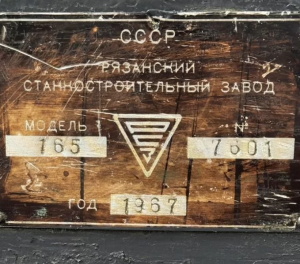 СССР
РЯЗАНСКИЙ
СТАНКОСТРОИТЕЛЬНЫЙ ЗАВОД
МОДЕЛЬ №
165 7601
ГОД 1967